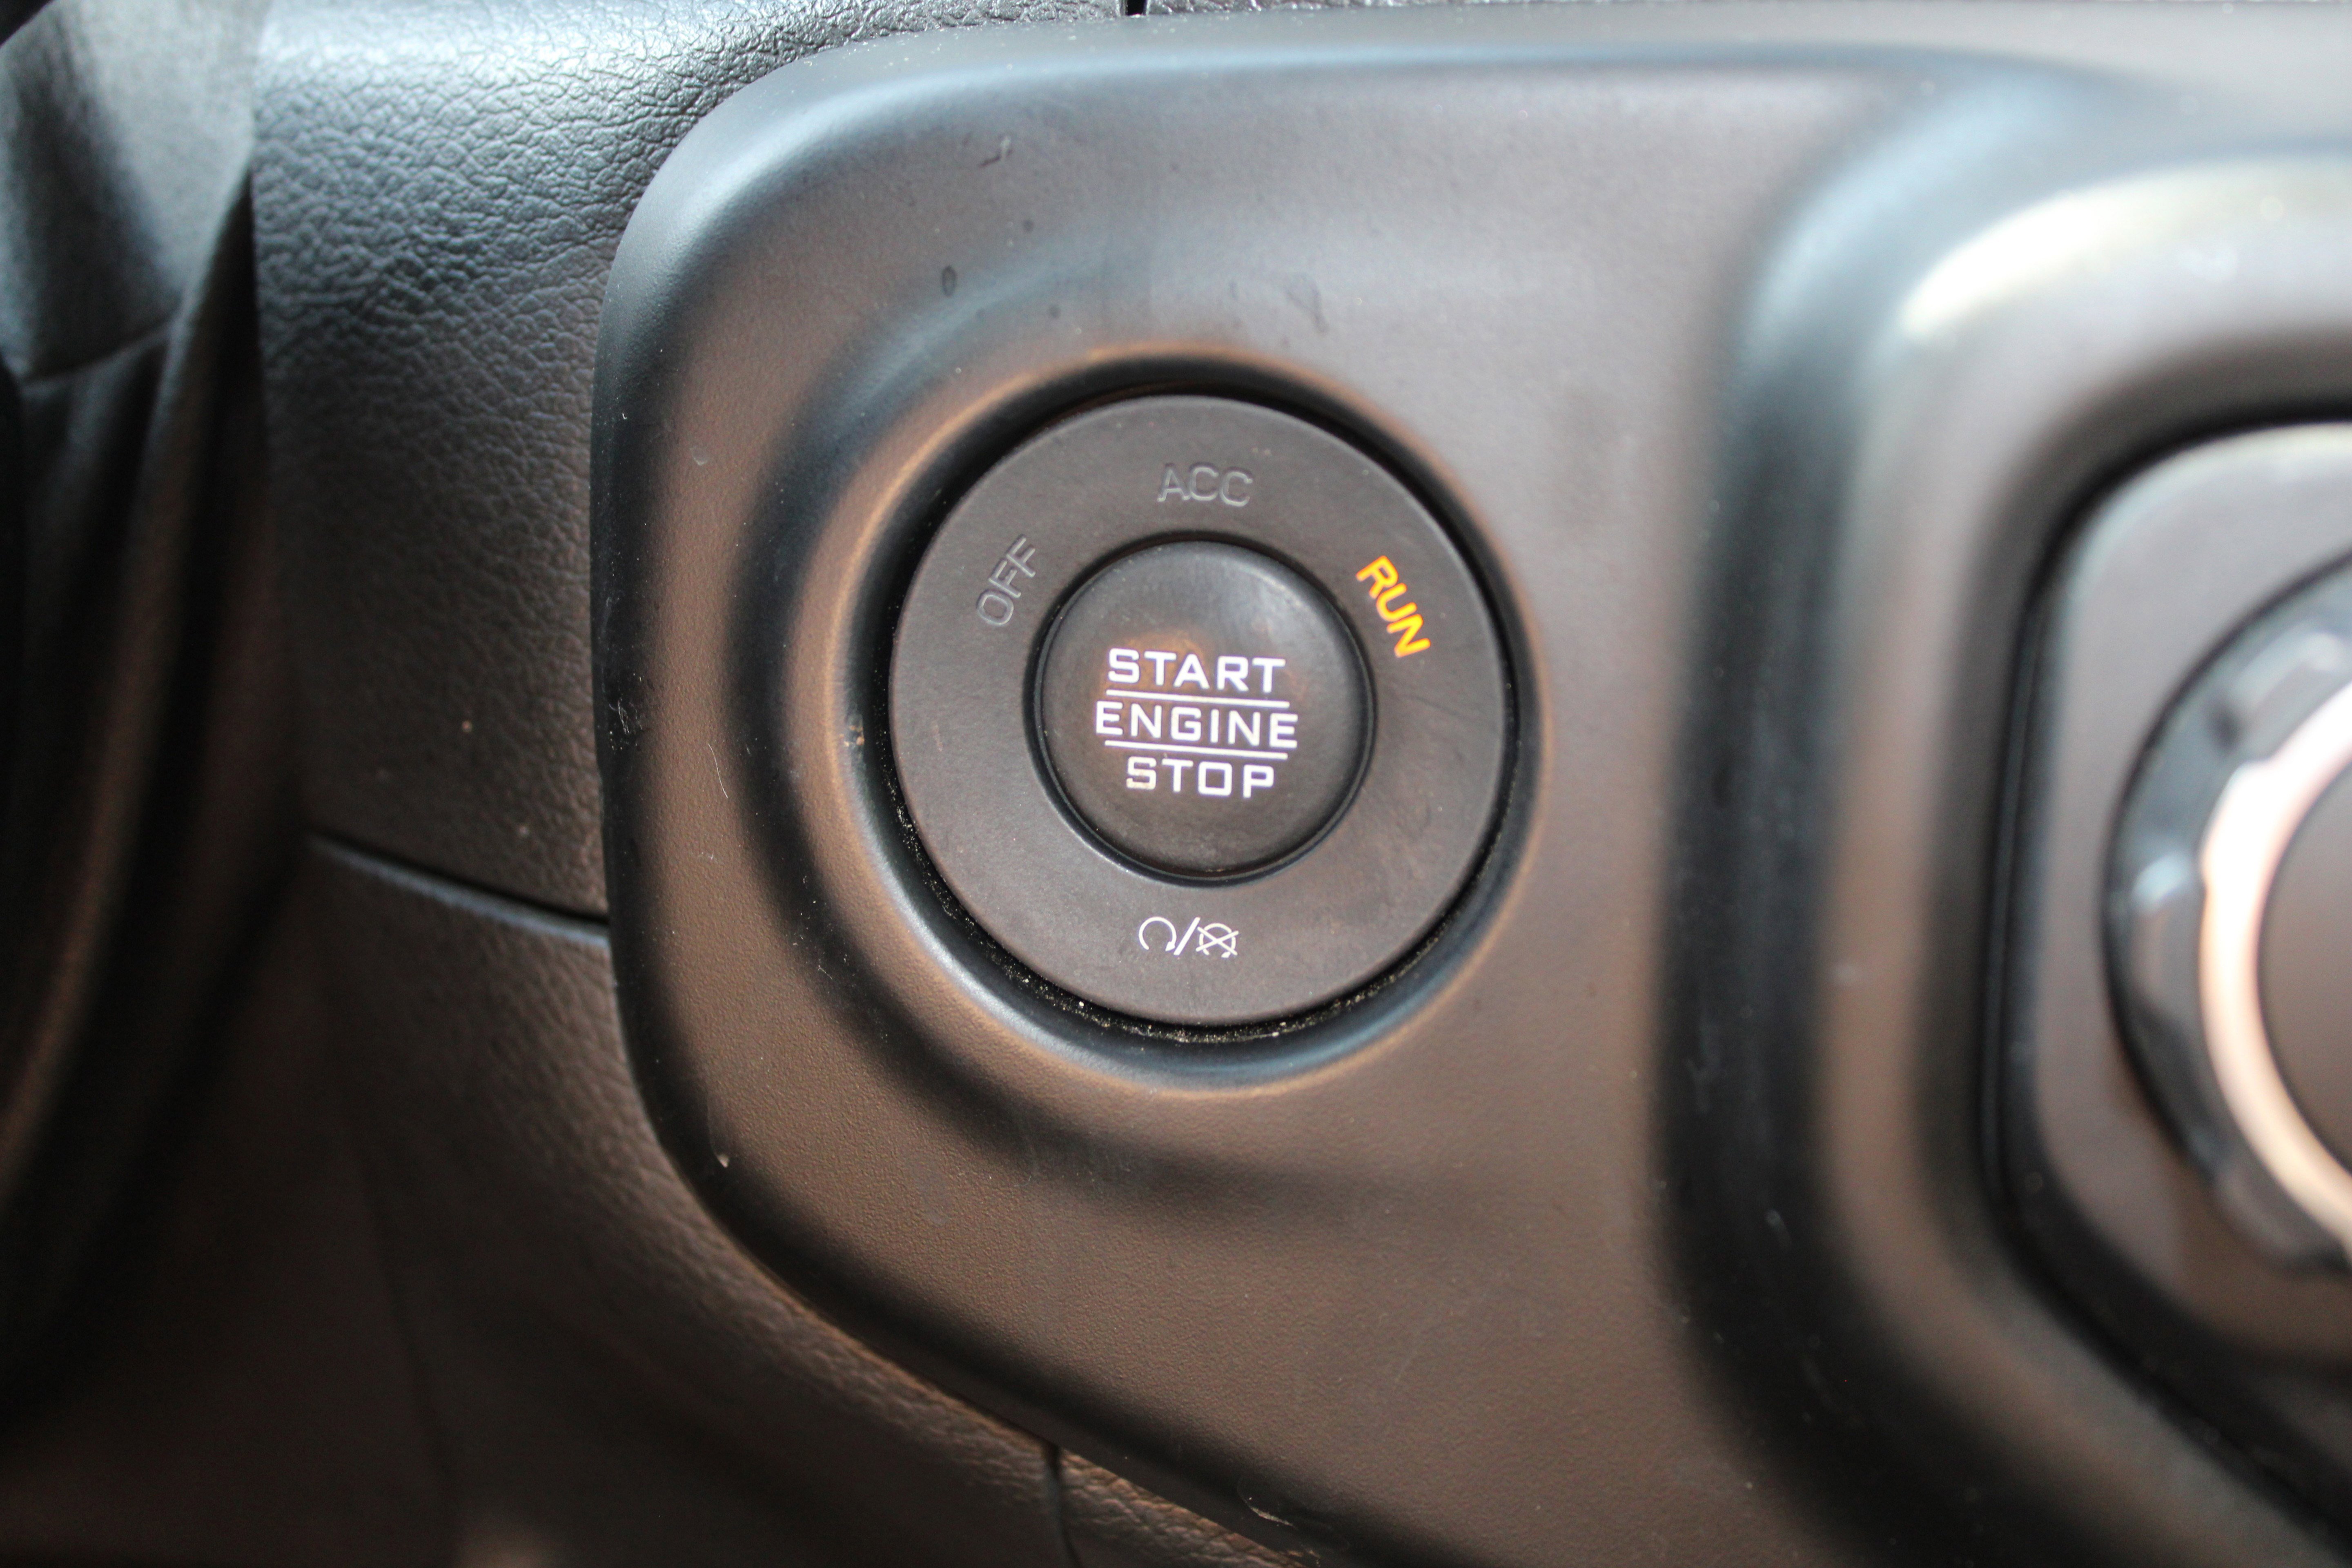 ACC
OFF
RUN
START
ENGINE
STOP